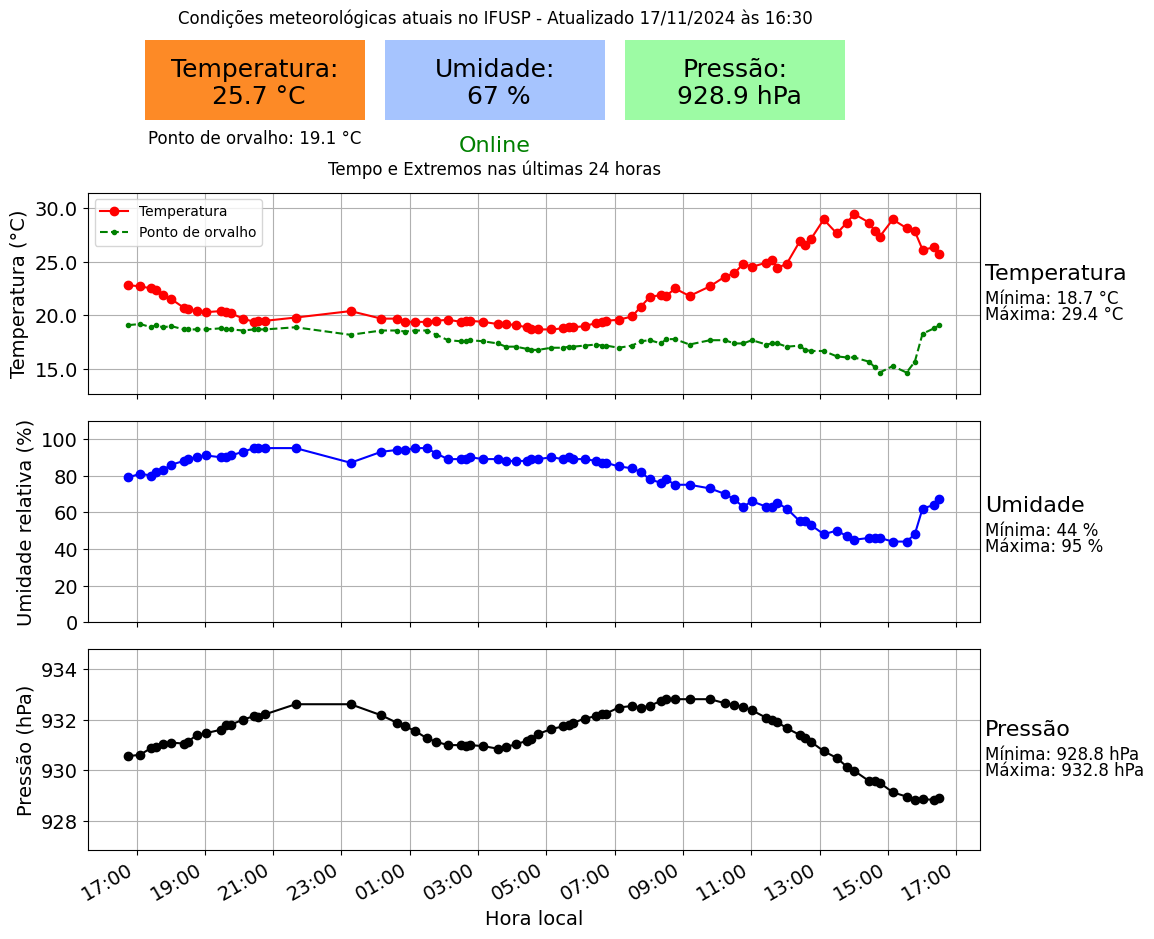 Condições meteorológicas atuais no IFUSP - Atualizado 17/11/2024 às 16:30
Temperatura:
25.7 °C
Umidade:
67 %
Pressão:
928.9 hPa
Ponto de orvalho: 19.1 °C
Online
Tempo e Extremos nas últimas 24 horas
Temperatura (°C)
30.0
25.0
20.0
15.0
Temperatura
Ponto de orvalho
Temperatura
Mínima: 18.7 °C
Máxima: 29.4 °C
Umidade relativa (%)
100
80
60
40
20
0
Umidade
Mínima: 44 %
Máxima: 95 %
Pressão (hPa)
934
932
930
928
Pressão
Mínima: 928.8 hPa
Máxima: 932.8 hPa
17:00
19:00
21:00
23:00
01:00
03:00
05:00
07:00
09:00
11:00
13:00
15:00
17:00
Hora local